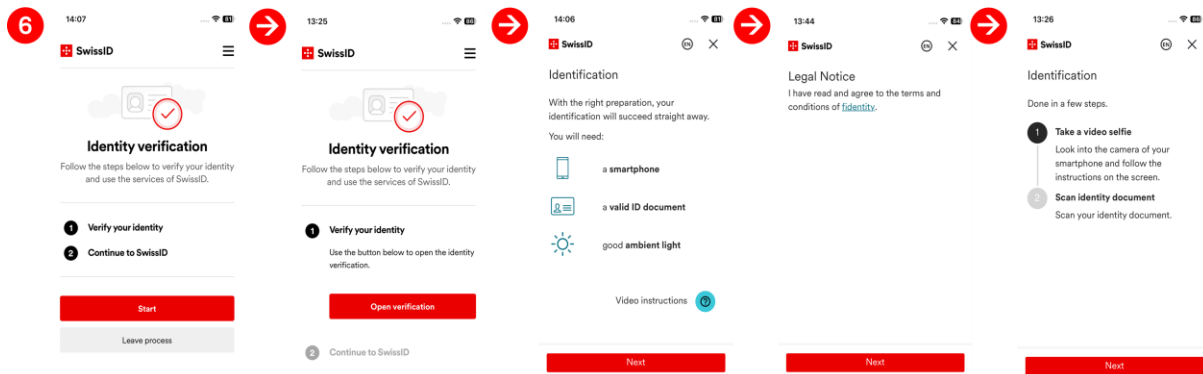 6
14:07
81
SwissID
Identity verification
Follow the steps below to verify your identity
and use the services of SwissID.
1 Verify your identity
2 Continue to SwissID
Start
Leave process
13:25
86
SwissID
Identity verification
Follow the steps below to verify your identity
and use the services of SwissID.
1 Verify your identity
Use the button below to open the identity
verification.
Open verification
2 Continue to SwissID
14:06
81
SwissID
EN
Identification
With the right preparation, your
identification will succeed straight away.
You will need:
a smartphone
a valid ID document
good ambient light
Video instructions ?
Next
13:44
SwissID
EN
Legal Notice
I have read and agree to the terms and
conditions of fidentity.
Next
13:26
SwissID
EN
Identification
Done in a few steps.
1 Take a video selfie
Look into the camera of your
smartphone and follow the
instructions on the screen.
2 Scan identity document
Scan your identity document.
Next